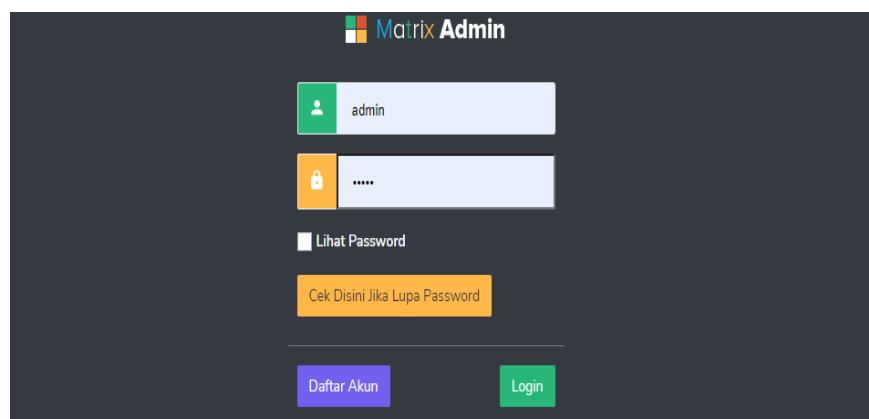 Matrix Admin
admin
•••••
Lihat Password
Cek Disini Jika Lupa Password
Daftar Akun
Login